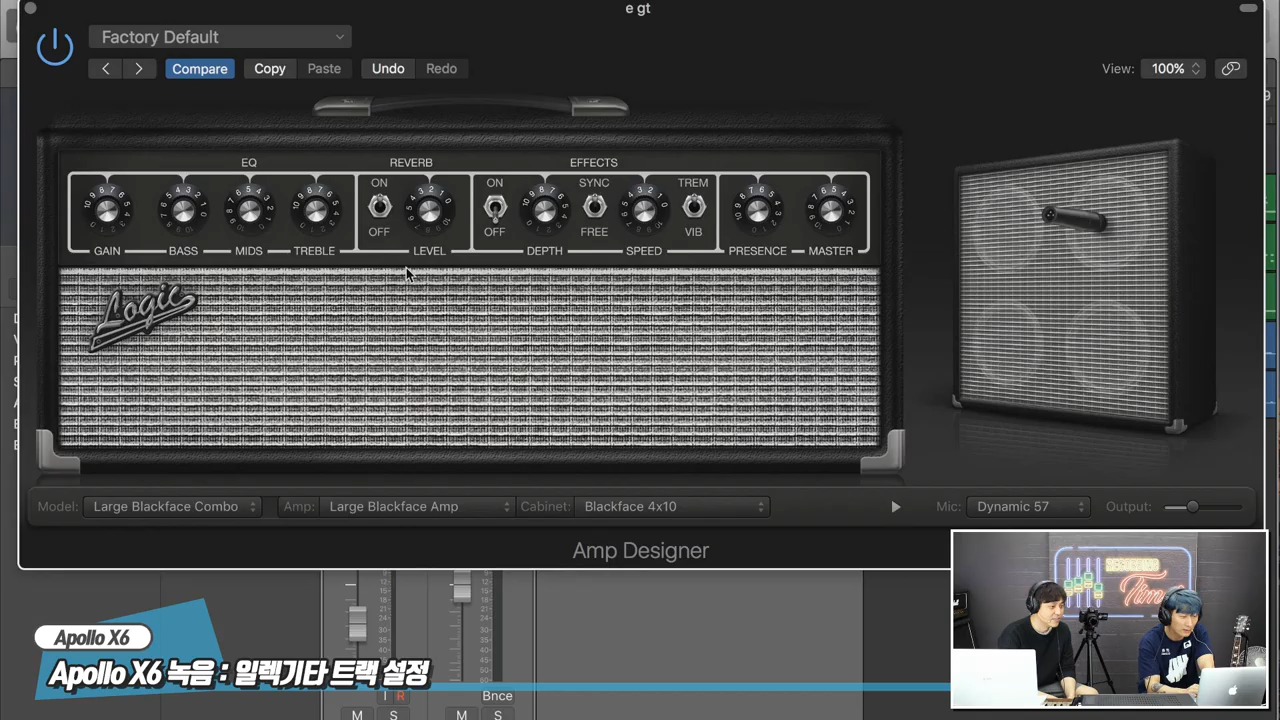 e gt
Factory Default
Compare Copy Paste Undo Redo
View: 100%
EQ REVERB EFFECTS
ON ON SYNC TREM
OFF OFF FREE VIB
GAIN BASS MIDS TREBLE LEVEL DEPTH SPEED PRESENCE MASTER
Logic
Model: Large Blackface Combo Amp: Large Blackface Amp Cabinet: Blackface 4x10 Mic: Dynamic 57 Output:
Amp Designer
RECORDING
Time
Apollo X6
Apollo X6 녹음 : 일렉기타 트랙 설정
I R Bnce
M S M S